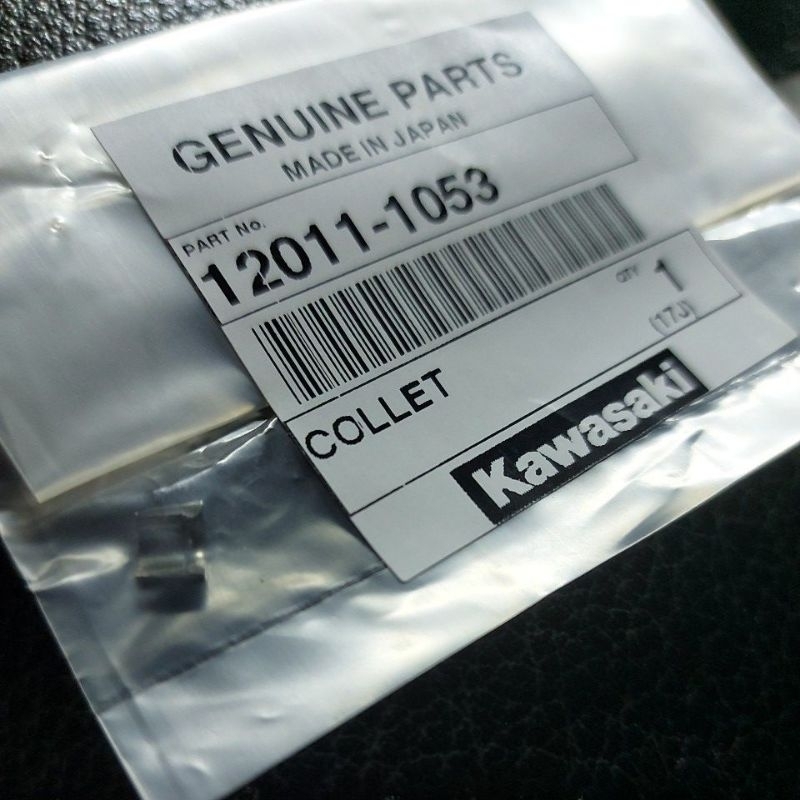 GENUINE PARTS
MADE IN JAPAN
PART No.
12011-1053
QTY 1
(17J)
COLLET
Kawasaki